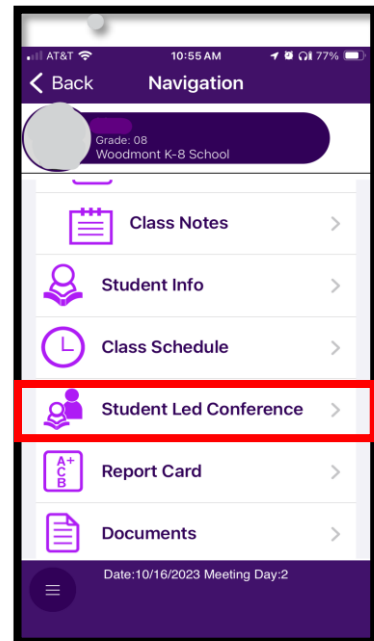 AT&T 10:55 AM 77%
Back Navigation
Grade: 08
Woodmont K-8 School
Class Notes
Student Info
Class Schedule
Student Led Conference
A+
C
B
Report Card
Documents
Date:10/16/2023 Meeting Day:2